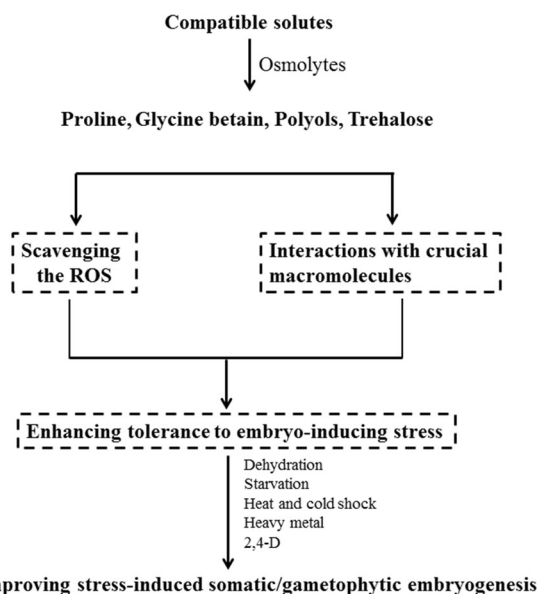 Compatible solutes
Osmolytes
Proline, Glycine betain, Polyols, Trehalose
Scavenging
the ROS
Interactions with crucial
macromolecules
Enhancing tolerance to embryo-inducing stress
Dehydration
Starvation
Heat and cold shock
Heavy metal
2,4-D
proving stress-induced somatic/gametophytic embryogenesis